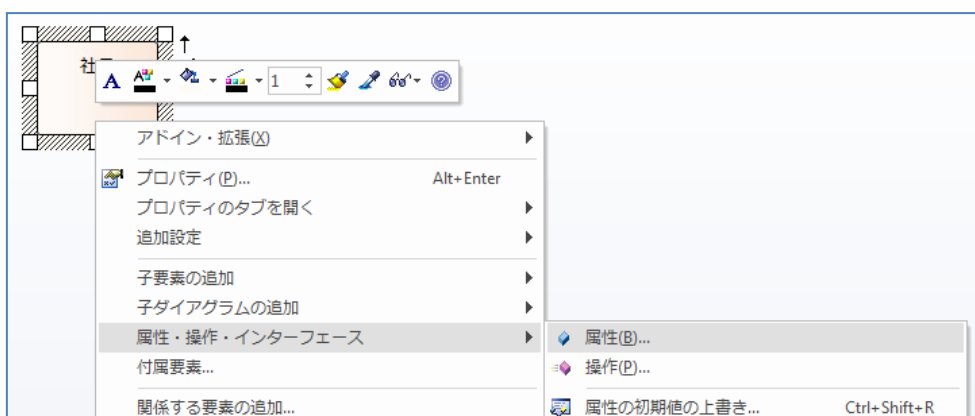 社
1
アドイン・拡張(X)
プロパティ(P)... Alt+Enter
プロパティのタブを開く
追加設定
子要素の追加
子ダイアグラムの追加
属性・操作・インターフェース
属性(B)...
付属要素...
操作(P)...
関係する要素の追加...
属性の初期値の上書き... Ctrl+Shift+R